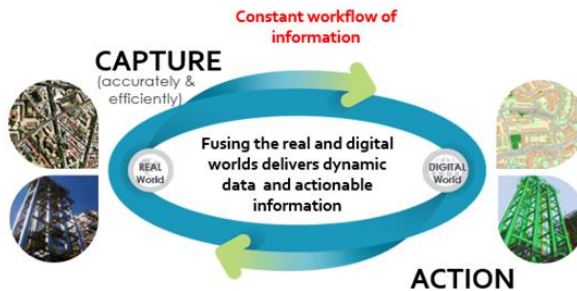 Constant workflow of
information
CAPTURE
(accurately &
efficiently)
Fusing the real and digital
worlds delivers dynamic
data and actionable
information
REAL
World
DIGITAL
World
ACTION